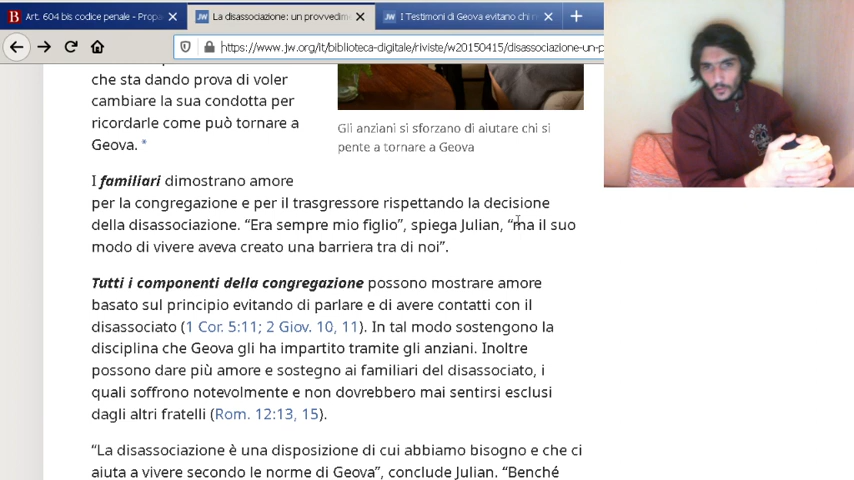 Art. 604 bis codice penale - Propa
La disassociazione: un provvedim
I Testimoni di Geova evitano chi
https://www.jw.org/it/biblioteca-digitale/riviste/w20150415/disassociazione-un-p
che sta dando prova di voler
cambiare la sua condotta per
ricordarle come può tornare a
Geova. *
Gli anziani si sforzano di aiutare chi si
pente a tornare a Geova
I familiari dimostrano amore
per la congregazione e per il trasgressore rispettando la decisione
della disassociazione. “Era sempre mio figlio”, spiega Julian, “ma il suo
modo di vivere aveva creato una barriera tra di noi”.
Tutti i componenti della congregazione possono mostrare amore
basato sul principio evitando di parlare e di avere contatti con il
disassociato (1 Cor. 5:11; 2 Giov. 10, 11). In tal modo sostengono la
disciplina che Geova gli ha impartito tramite gli anziani. Inoltre
possono dare più amore e sostegno ai familiari del disassociato, i
quali soffrono notevolmente e non dovrebbero mai sentirsi esclusi
dagli altri fratelli (Rom. 12:13, 15).
“La disassociazione è una disposizione di cui abbiamo bisogno e che ci
aiuta a vivere secondo le norme di Geova”, conclude Julian. “Benché